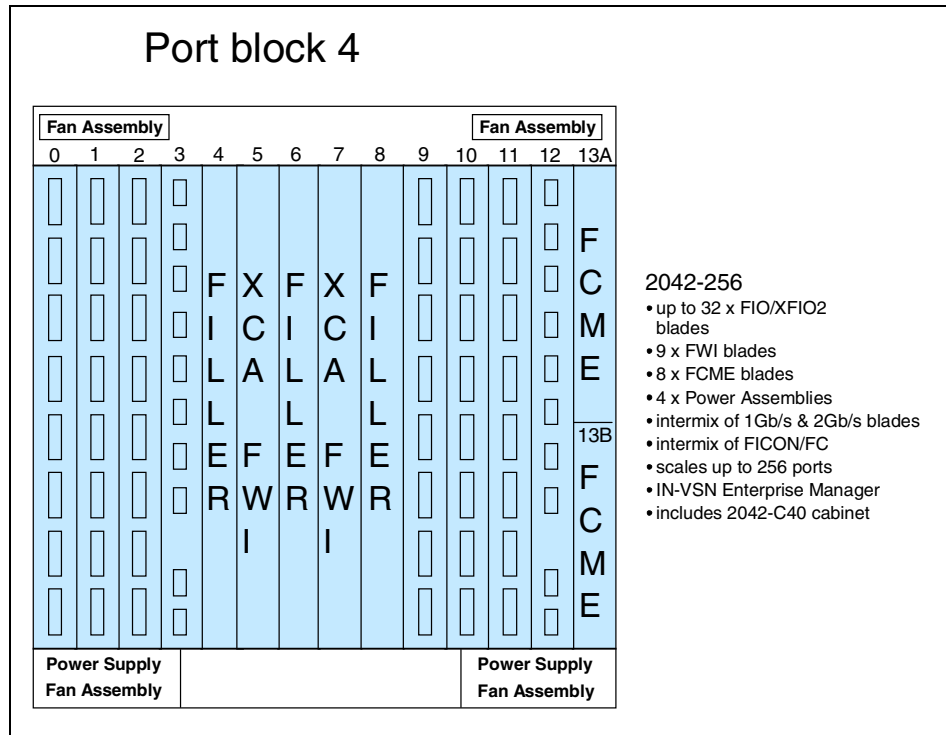 Port block 4
Fan Assembly
Fan Assembly
0 1 2 3 4 5 6 7 8 9 10 11 12 13A
FILLER
XCA FWI
FILLER
XCA FWI
FILLER
FCME
13B
FCME
Power Supply
Fan Assembly
Power Supply
Fan Assembly
2042-256
• up to 32 x FIO/XFIO2
blades
• 9 x FWI blades
• 8 x FCME blades
• 4 x Power Assemblies
• intermix of 1Gb/s & 2Gb/s blades
• intermix of FICON/FC
• scales up to 256 ports
• IN-VSN Enterprise Manager
• includes 2042-C40 cabinet